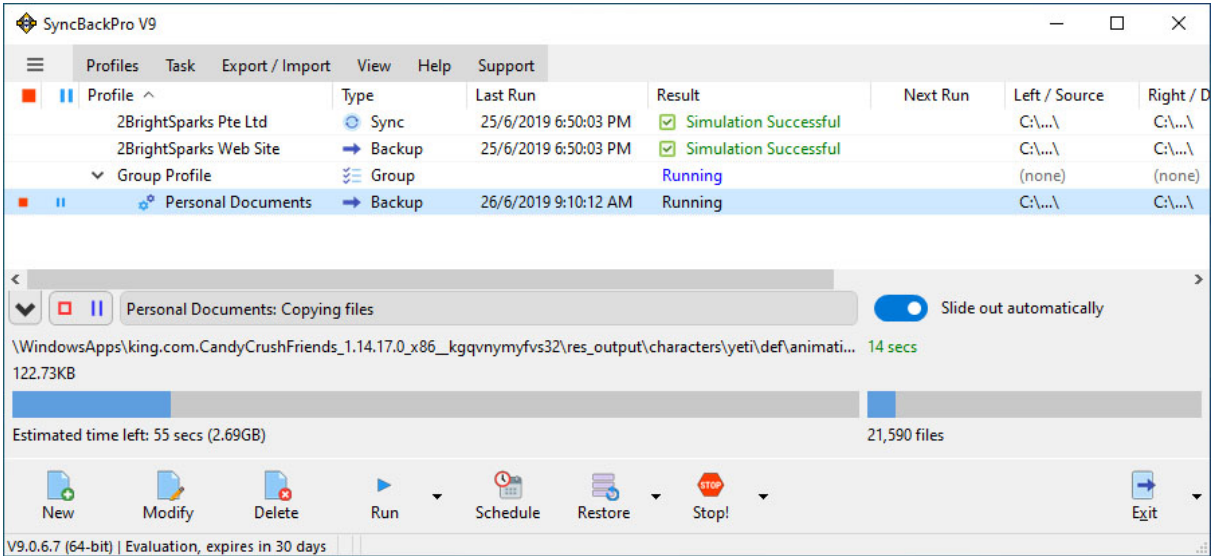 SyncBackPro V9
Profiles Task Export / Import View Help Support
Profile Type Last Run Result Next Run Left / Source Right / D
2BrightSparks Pte Ltd Sync 25/6/2019 6:50:03 PM Simulation Successful C:\...\ C:\...\
2BrightSparks Web Site Backup 25/6/2019 6:50:03 PM Simulation Successful C:\...\ C:\...\
Group Profile Group Running (none) (none)
Personal Documents Backup 26/6/2019 9:10:12 AM Running C:\...\ C:\...\
Personal Documents: Copying files Slide out automatically
\WindowsApps\king.com.CandyCrushFriends_1.14.17.0_x86__kgqvnymyfvs32\res_output\characters\yeti\def\animati... 14 secs
122.73KB
Estimated time left: 55 secs (2.69GB) 21,590 files
STOP
New Modify Delete Run Schedule Restore Stop! Exit
V9.0.6.7 (64-bit) | Evaluation, expires in 30 days